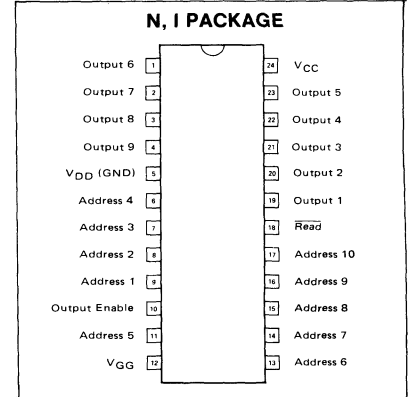 N, I PACKAGE
Output 6 1 24 VCC
Output 7 2 23 Output 5
Output 8 3 22 Output 4
Output 9 4 21 Output 3
VDD (GND) 5 20 Output 2
Address 4 6 19 Output 1
Address 3 7 18 Read
Address 2 8 17 Address 10
Address 1 9 16 Address 9
Output Enable 10 15 Address 8
Address 5 11 14 Address 7
VGG 12 13 Address 6